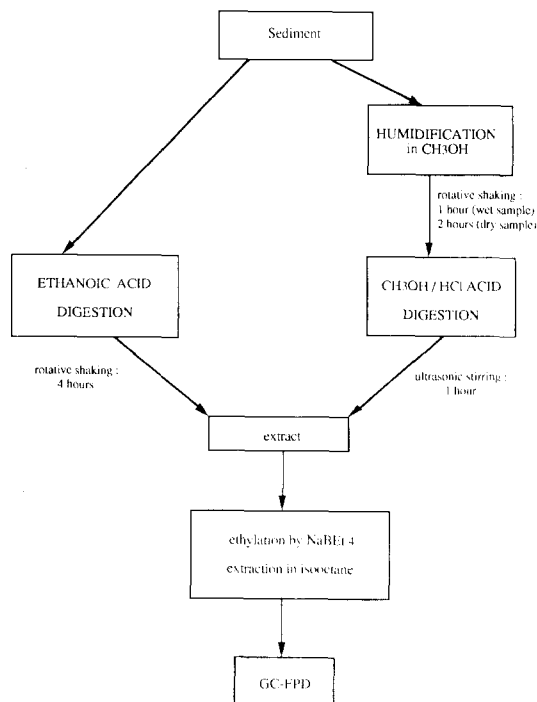 Sediment
HUMIDIFICATION
in CH3OH
rotative shaking :
1 hour (wet sample)
2 hours (dry sample)
ETHANOIC ACID
DIGESTION
CH3OH / HCl ACID
DIGESTION
rotative shaking :
4 hours
ultrasonic stirring :
1 hour
extract
ethylation by NaBEt4
extraction in isooctane
GC-FPD